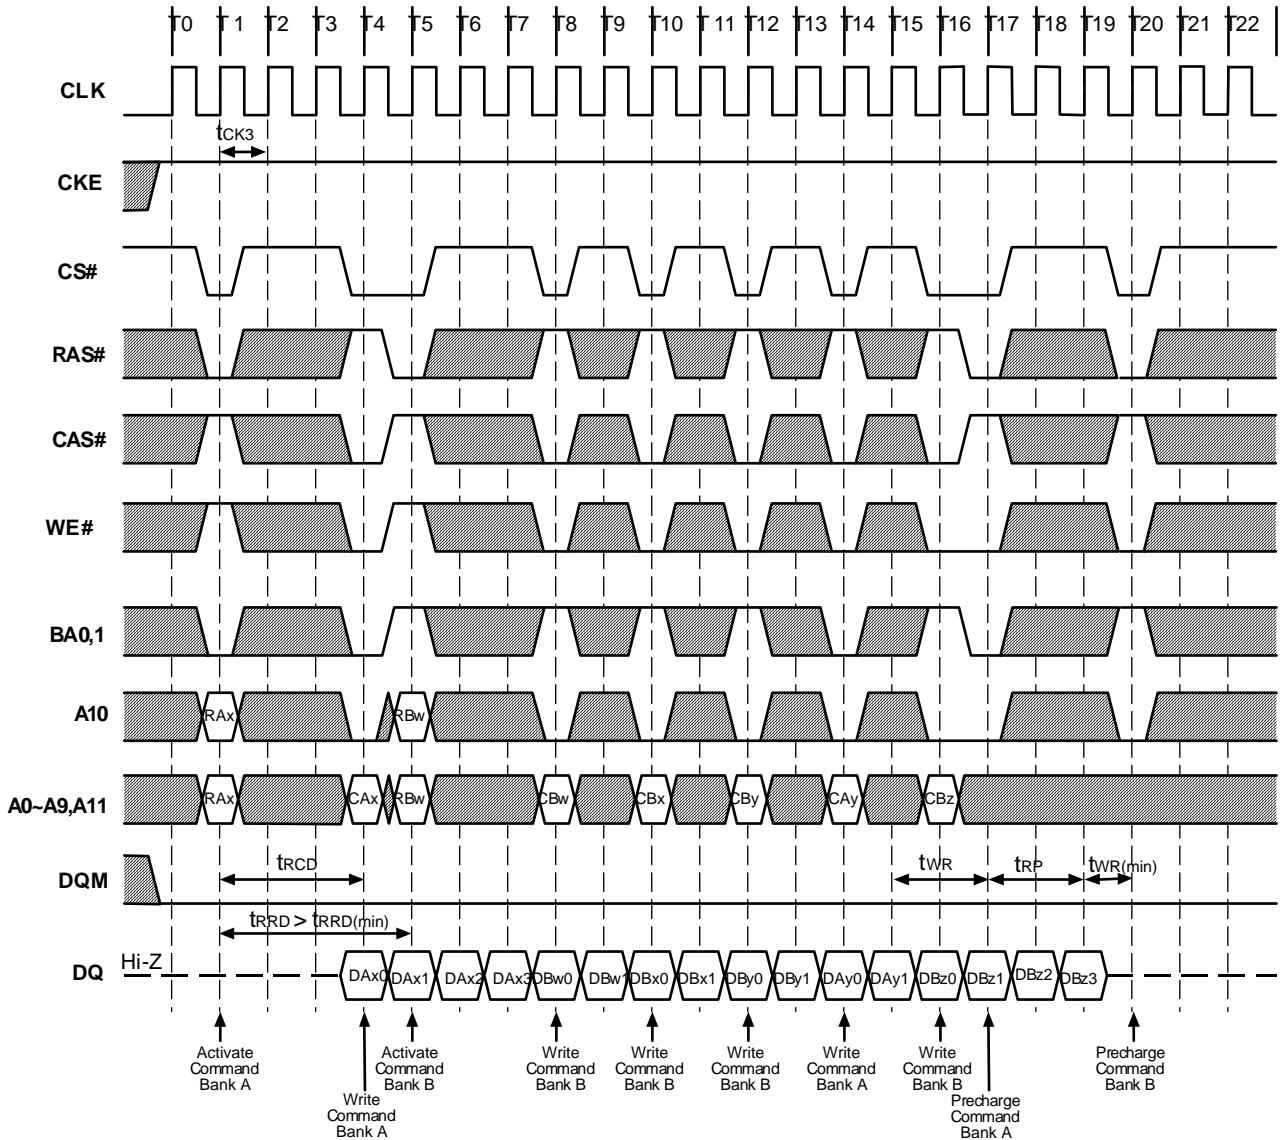 T0 T 1 T2 T3 T4 T5 T6 T7 T8 T9 T10 T 11 T12 T13 T14 T15 T16 T17 T18 T19 T20 T21 T22
CLK
tCK3
CKE
CS#
RAS#
CAS#
WE#
BA0,1
A10
RAx RBw
A0~A9,A11
RAx CAx RBw CBw CBx CBy CAy CBz
DQM
tRCD tWR tRP tWR(min)
tRRD > tRRD(min)
DQ
Hi-Z
DAx0 DAx1 DAx2 DAx3 DBw0 DBw1 DBx0 DBx1 DBy0 DBy1 DAy0 DAy1 DBz0 DBz1 DBz2 DBz3
Activate
Command
Bank A
Write
Command
Bank A
Activate
Command
Bank B
Write
Command
Bank B
Write
Command
Bank B
Write
Command
Bank B
Write
Command
Bank A
Write
Command
Bank B
Precharge
Command
Bank A
Precharge
Command
Bank B